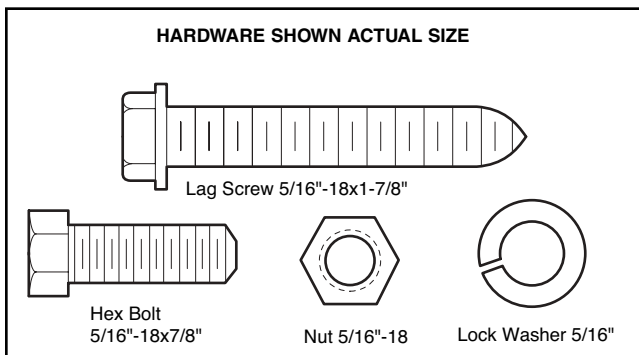 HARDWARE SHOWN ACTUAL SIZE
Lag Screw 5/16"-18x1-7/8"
Hex Bolt
5/16"-18x7/8"
Nut 5/16"-18
Lock Washer 5/16"